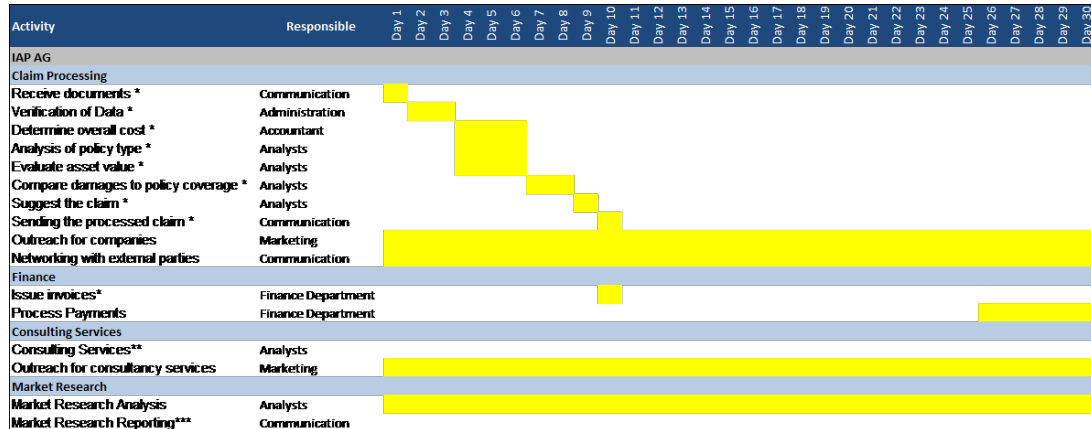 Activity Responsible Day 1 Day 2 Day 3 Day 4 Day 5 Day 6 Day 7 Day 8 Day 9 Day 10 Day 11 Day 12 Day 13 Day 14 Day 15 Day 16 Day 17 Day 18 Day 19 Day 20 Day 21 Day 22 Day 23 Day 24 Day 25 Day 26 Day 27 Day 28 Day 29 Day 30
IAP AG
Claim Processing
Receive documents * Communication
Verification of Data * Administration
Determine overall cost * Accountant
Analysis of policy type * Analysts
Evaluate asset value * Analysts
Compare damages to policy coverage * Analysts
Suggest the claim * Analysts
Sending the processed claim * Communication
Outreach for companies Marketing
Networking with external parties Communication
Finance
Issue invoices* Finance Department
Process Payments Finance Department
Consulting Services
Consulting Services** Analysts
Outreach for consultancy services Marketing
Market Research
Market Research Analysis Analysts
Market Research Reporting*** Communication